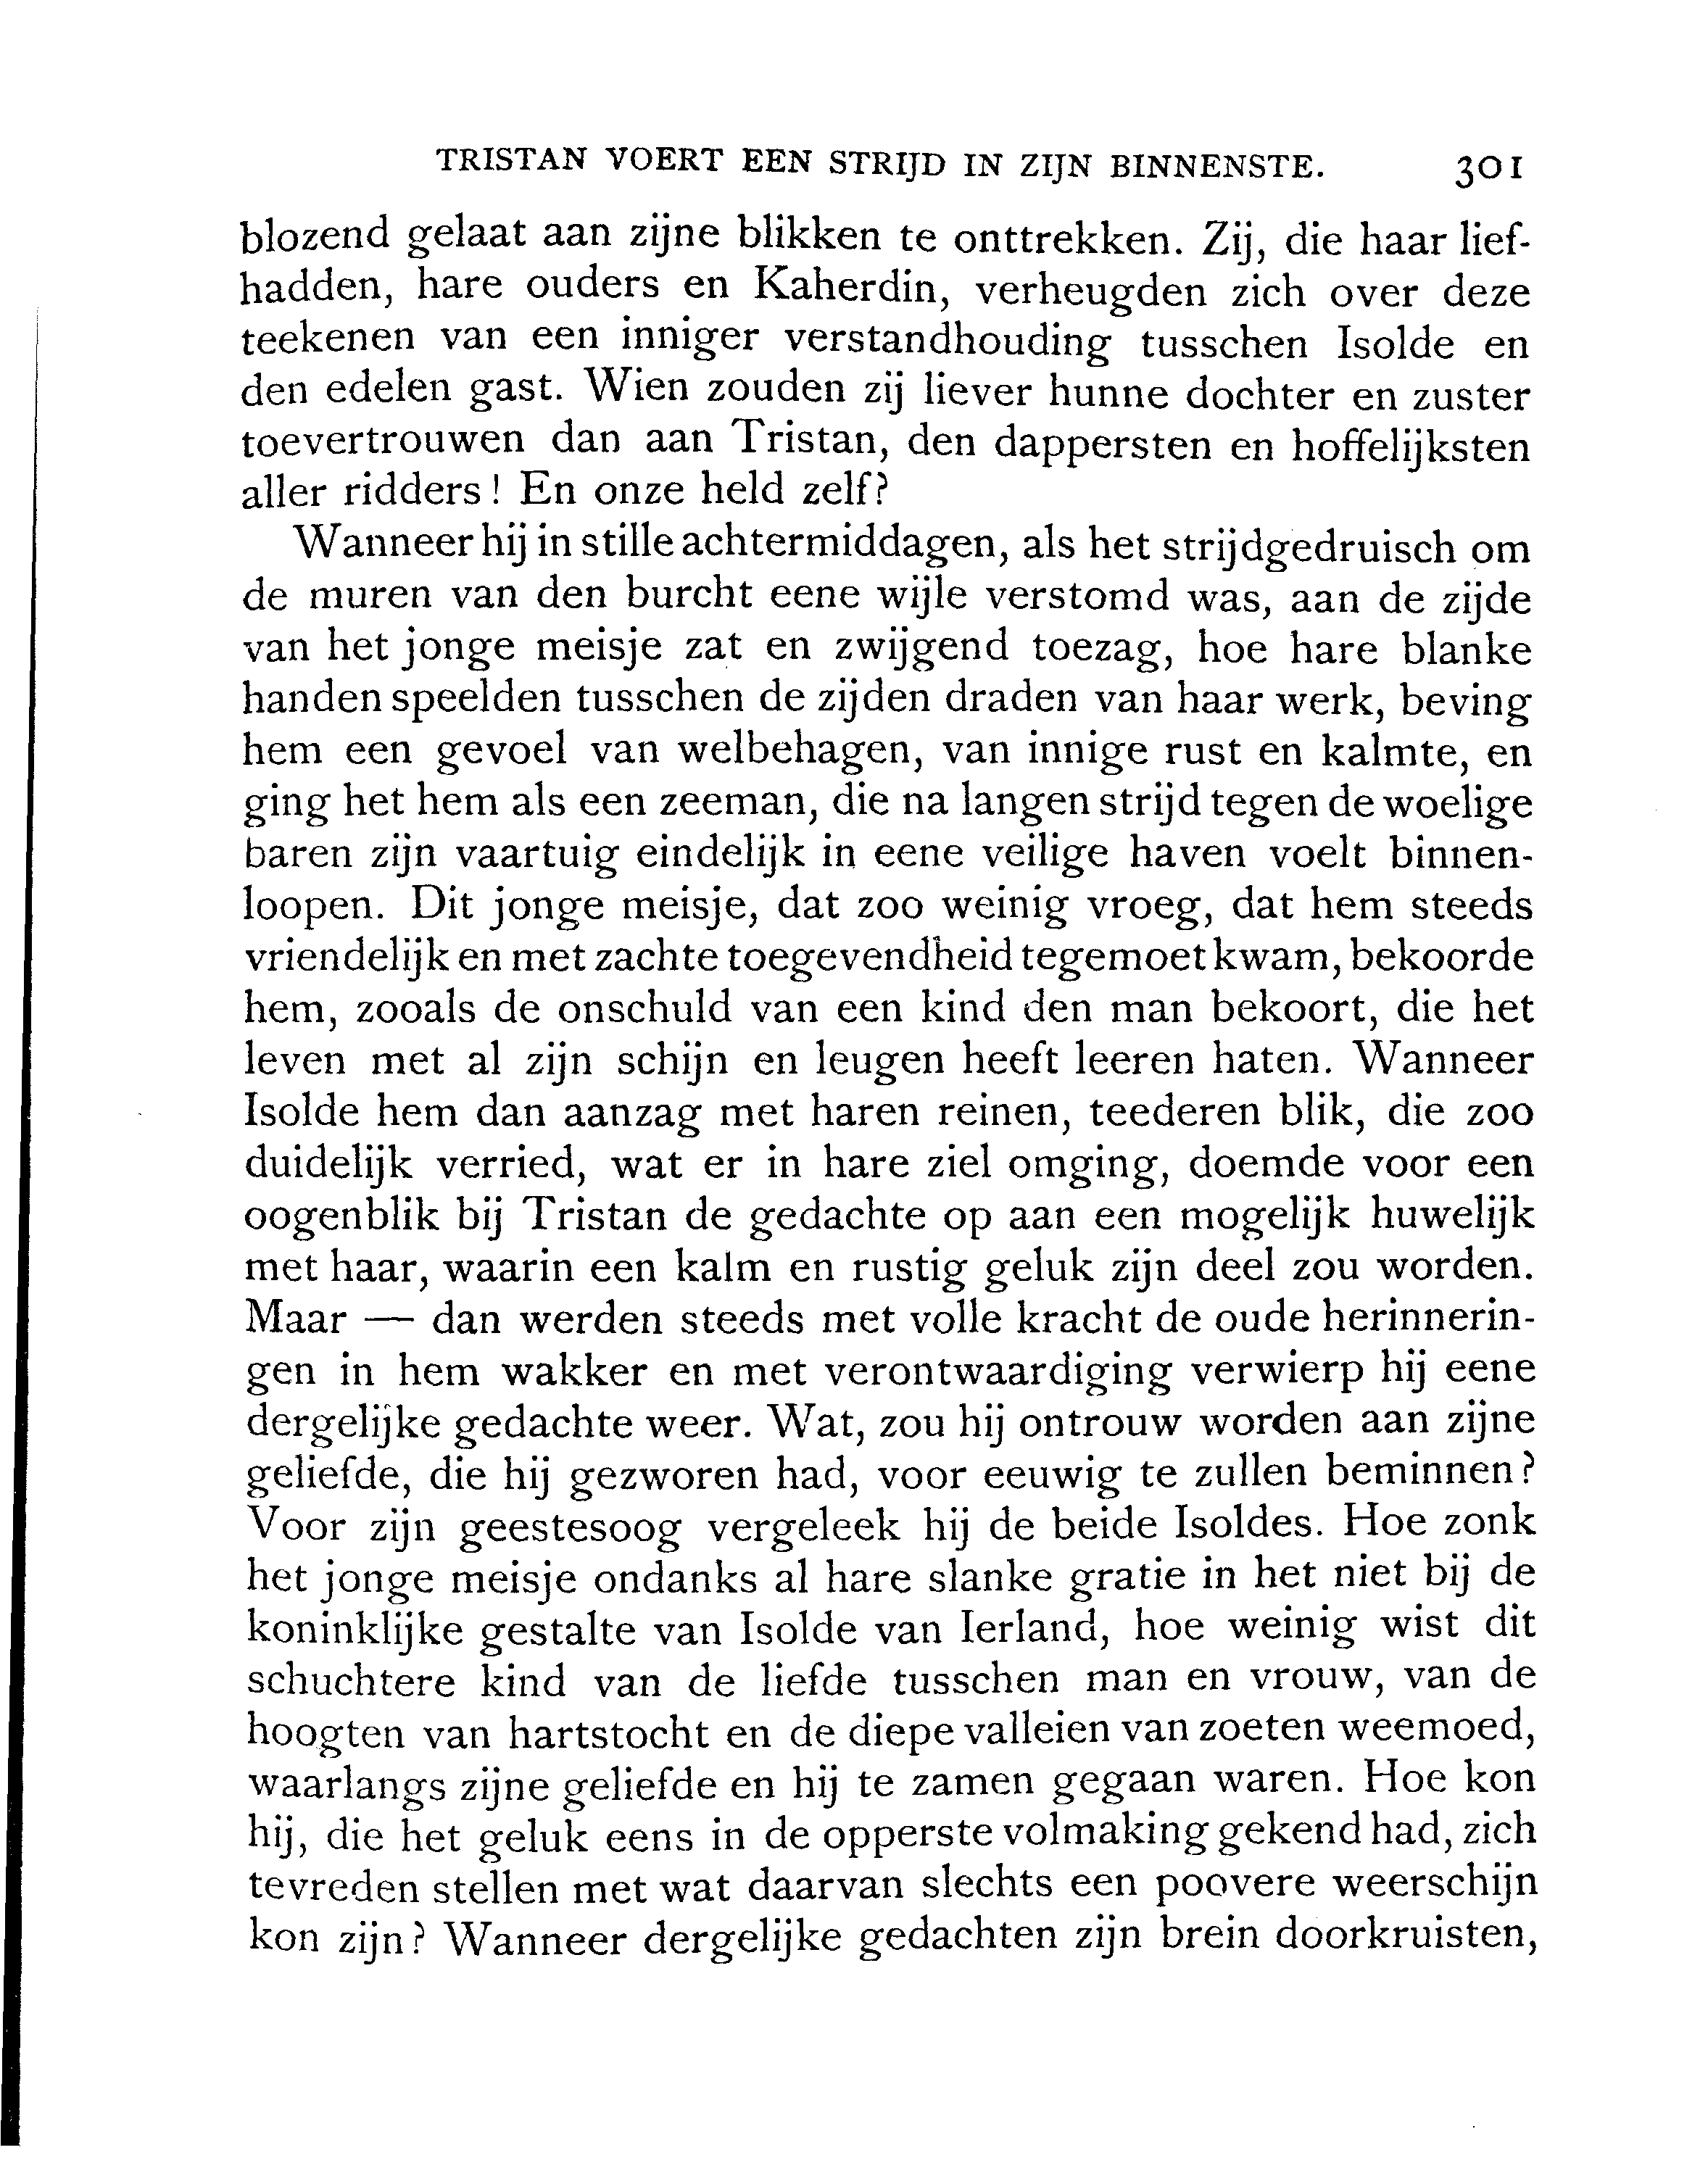 TRISTAN VOERT EEN STRIJD IN ZIJN BINNENSTE. 301
blozend gelaat aan zijne blikken te onttrekken. Zij, die haar lief-
hadden, hare ouders en Kaherdin, verheugden zich over deze
teekenen van een inniger verstandhouding tusschen Isolde en
den edelen gast. Wien zouden zij liever hunne dochter en zuster
toevertrouwen dan aan Tristan, den dappersten en hoffelijksten
aller ridders! En onze held zelf?
Wanneer hij in stille achtermiddagen, als het strijdgedruisch om
de muren van den burcht eene wijle verstomd was, aan de zijde
van het jonge meisje zat en zwijgend toezag, hoe hare blanke
handen speelden tusschen de zijden draden van haar werk, beving
hem een gevoel van welbehagen, van innige rust en kalmte, en
ging het hem als een zeeman, die na langen strijd tegen de woelige
baren zijn vaartuig eindelijk in eene veilige haven voelt binnen-
loopen. Dit jonge meisje, dat zoo weinig vroeg, dat hem steeds
vriendelijk en met zachte toegevendheid tegemoet kwam, bekoorde
hem, zooals de onschuld van een kind den man bekoort, die het
leven met al zijn schijn en leugen heeft leeren haten. Wanneer
Isolde hem dan aanzag met haren reinen, teederen blik, die zoo
duidelijk verried, wat er in hare ziel omging, doemde voor een
oogenblik bij Tristan de gedachte op aan een mogelijk huwelijk
met haar, waarin een kalm en rustig geluk zijn deel zou worden.
Maar — dan werden steeds met volle kracht de oude herinnerin-
gen in hem wakker en met verontwaardiging verwierp hij eene
dergelijke gedachte weer. Wat, zou hij ontrouw worden aan zijne
geliefde, die hij gezworen had, voor eeuwig te zullen beminnen?
Voor zijn geestesoog vergeleek hij de beide Isoldes. Hoe zonk
het jonge meisje ondanks al hare slanke gratie in het niet bij de
koninklijke gestalte van Isolde van Ierland, hoe weinig wist dit
schuchtere kind van de liefde tusschen man en vrouw, van de
hoogten van hartstocht en de diepe valleien van zoeten weemoed,
waarlangs zijne geliefde en hij te zamen gegaan waren. Hoe kon
hij, die het geluk eens in de opperste volmaking gekend had, zich
tevreden stellen met wat daarvan slechts een poovere weerschijn
kon zijn? Wanneer dergelijke gedachten zijn brein doorkruisten,